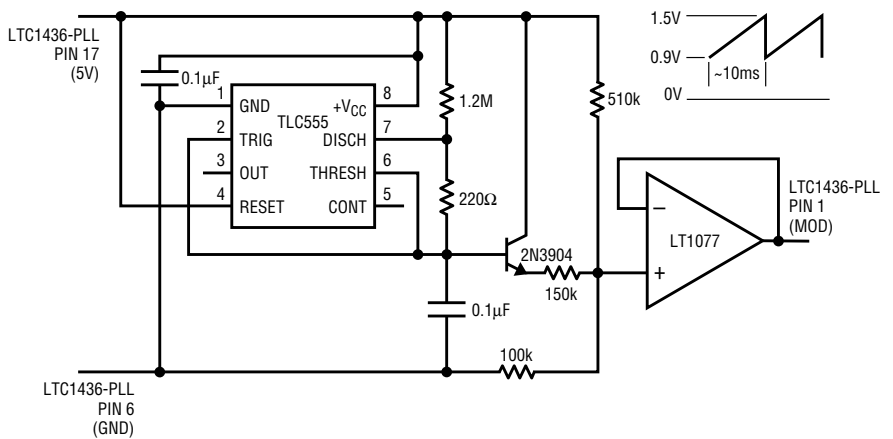 LTC1436-PLL
PIN 17
(5V)
0.1µF
1
GND
2
TRIG
3
OUT
4
RESET
TLC555
+VCC
8
DISCH
7
THRESH
6
CONT
5
1.2M
220Ω
510k
1.5V
0.9V
~10ms
0V
2N3904
150k
0.1µF
100k
−
+
LT1077
LTC1436-PLL
PIN 1
(MOD)
LTC1436-PLL
PIN 6
(GND)